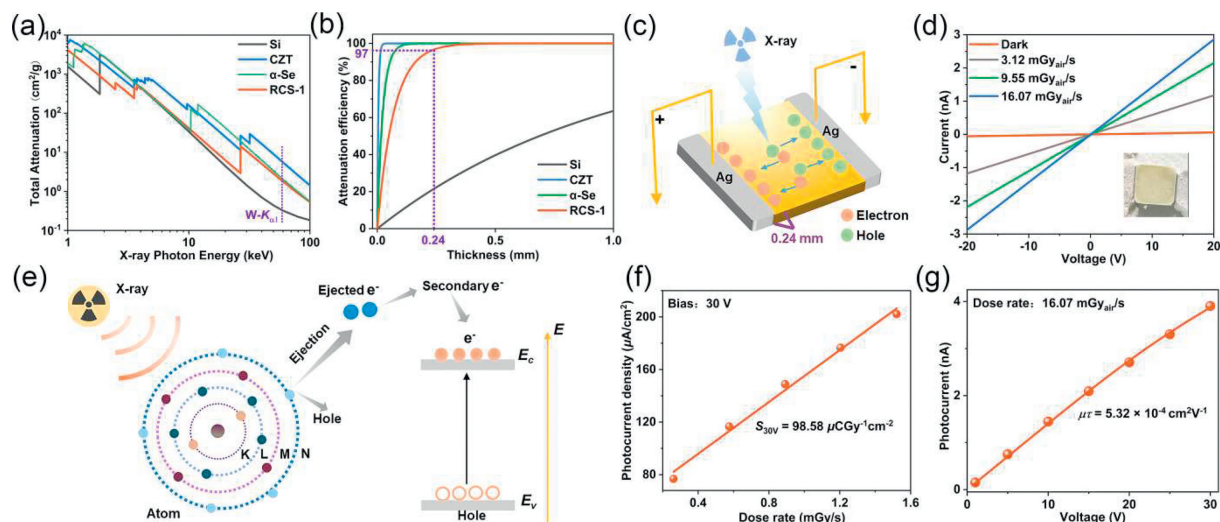 (a)
Total Attenuation (cm²/g)
10⁴
10³
10²
10¹
10⁰
10⁻¹
Si
CZT
α-Se
RCS-1
W-Kα1
1
10
100
X-ray Photon Energy (keV)
(b)
Attenuation efficiency (%)
100
97
80
60
40
20
0
Si
CZT
α-Se
RCS-1
0.0
0.24
0.5
1.0
Thickness (mm)
(c)
X-ray
+
-
Ag
Ag
Electron
Hole
0.24 mm
(d)
Current (nA)
3
2
1
0
-1
-2
-3
Dark
3.12 mGyair/s
9.55 mGyair/s
16.07 mGyair/s
-20
-10
0
10
20
Voltage (V)
(e)
X-ray
Ejected e⁻
Secondary e⁻
Ejection
Hole
K L M N
Atom
e⁻
E
Ec
Ev
Hole
(f)
Photocurrent density (μA/cm²)
Bias: 30 V
200
160
120
80
S30V = 98.58 μCGy⁻¹cm⁻²
0.4
0.8
1.2
1.6
Dose rate (mGy/s)
(g)
Photocurrent (nA)
Dose rate: 16.07 mGyair/s
4
2
0
μτ = 5.32 × 10⁻⁴ cm²V⁻¹
0
10
20
30
Voltage (V)